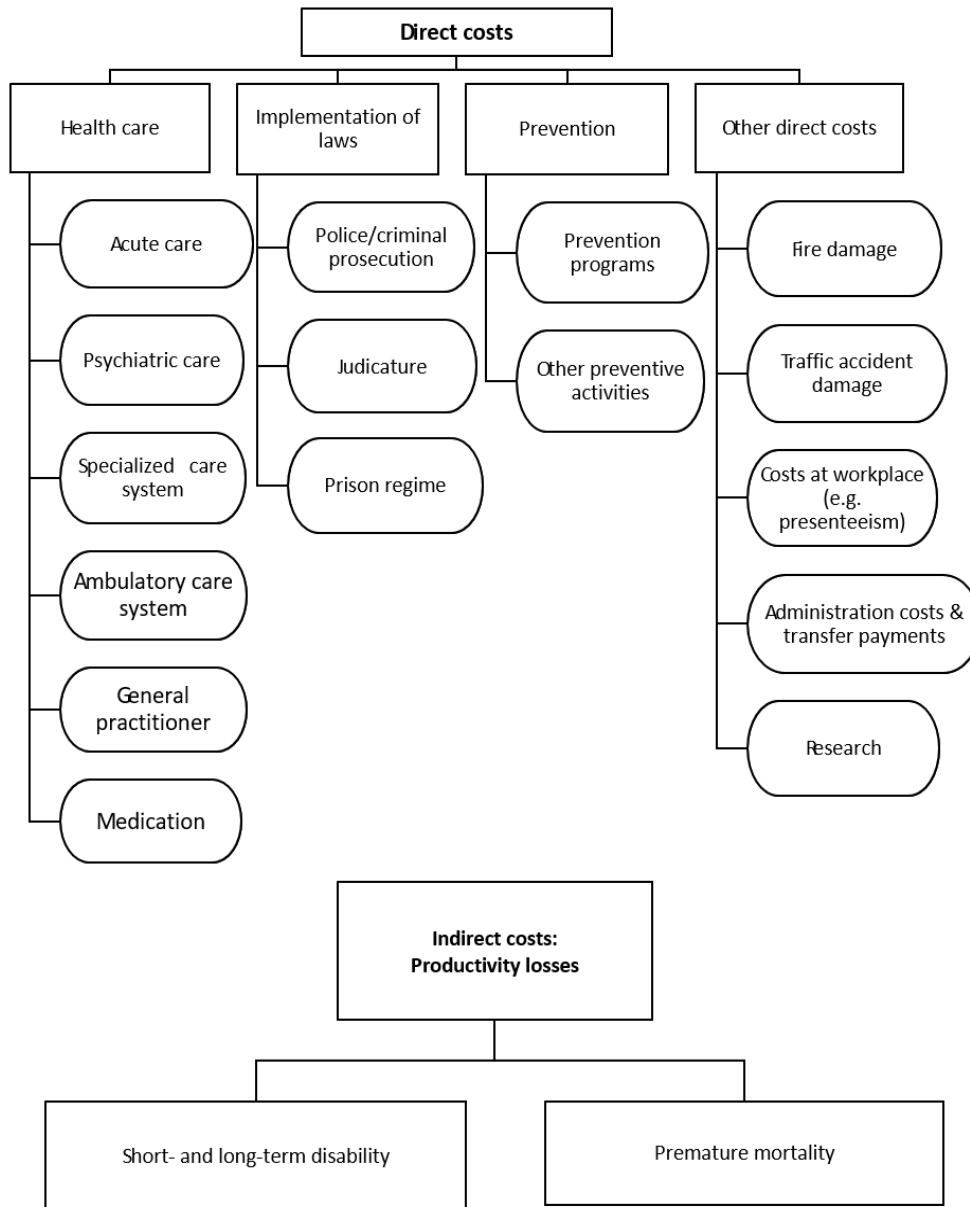 Direct costs
Health care
Implementation of
laws
Prevention
Other direct costs
Acute care
Psychiatric care
Specialized care
system
Ambulatory care
system
General
practitioner
Medication
Police/criminal
prosecution
Judicature
Prison regime
Prevention
programs
Other preventive
activities
Fire damage
Traffic accident
damage
Costs at workplace
(e.g.
presenteeism)
Administration costs &
transfer payments
Research
Indirect costs:
Productivity losses
Short- and long-term disability
Premature mortality